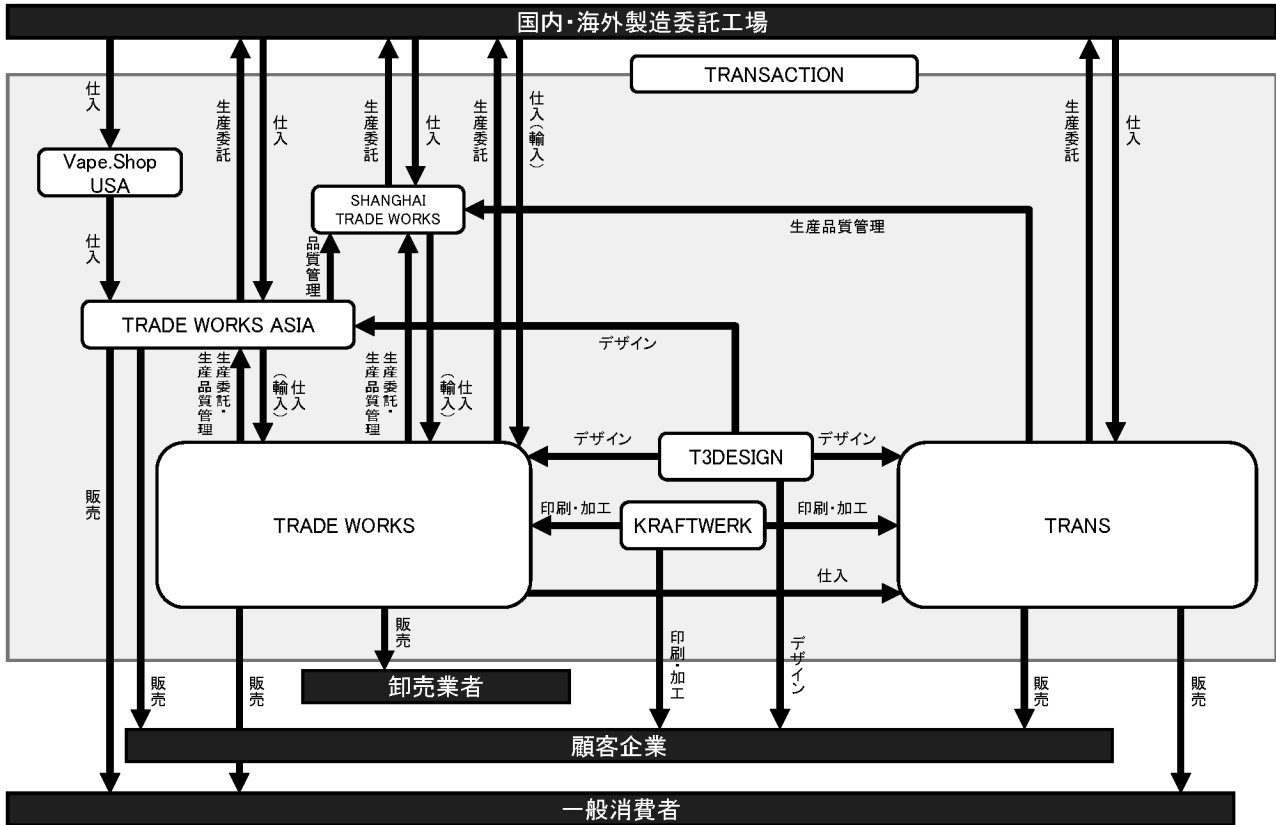 国内・海外製造委託工場
TRANSACTION
仕入
生産委託
仕入
生産委託
仕入
生産委託
仕入(輸入)
生産委託
仕入
Vape.Shop
USA
SHANGHAI
TRADE WORKS
生産品質管理
仕入
品質管理
TRADE WORKS ASIA
デザイン
生産委託・
生産品質管理
仕入
(輸入)
生産委託・
生産品質管理
仕入
(輸入)
デザイン
T3DESIGN
デザイン
販売
TRADE WORKS
印刷・加工
KRAFTWERK
印刷・加工
TRANS
仕入
販売
印刷・加工
デザイン
卸売業者
販売
販売
販売
販売
顧客企業
一般消費者